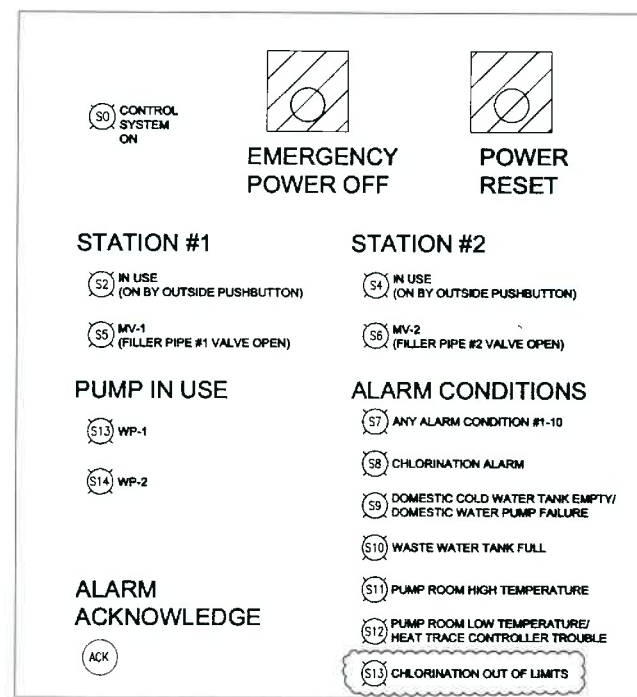 S0 CONTROL
SYSTEM
ON
EMERGENCY
POWER OFF
POWER
RESET
STATION #1
S2 IN USE
(ON BY OUTSIDE PUSHBUTTON)
S5 MV-1
(FILLER PIPE #1 VALVE OPEN)
STATION #2
S4 IN USE
(ON BY OUTSIDE PUSHBUTTON)
S6 MV-2
(FILLER PIPE #2 VALVE OPEN)
PUMP IN USE
S13 WP-1
S14 WP-2
ALARM CONDITIONS
S7 ANY ALARM CONDITION #1-10
S8 CHLORINATION ALARM
S9 DOMESTIC COLD WATER TANK EMPTY/
DOMESTIC WATER PUMP FAILURE
S10 WASTE WATER TANK FULL
S11 PUMP ROOM HIGH TEMPERATURE
S12 PUMP ROOM LOW TEMPERATURE/
HEAT TRACE CONTROLLER TROUBLE
S13 CHLORINATION OUT OF LIMITS
ALARM
ACKNOWLEDGE
ACK